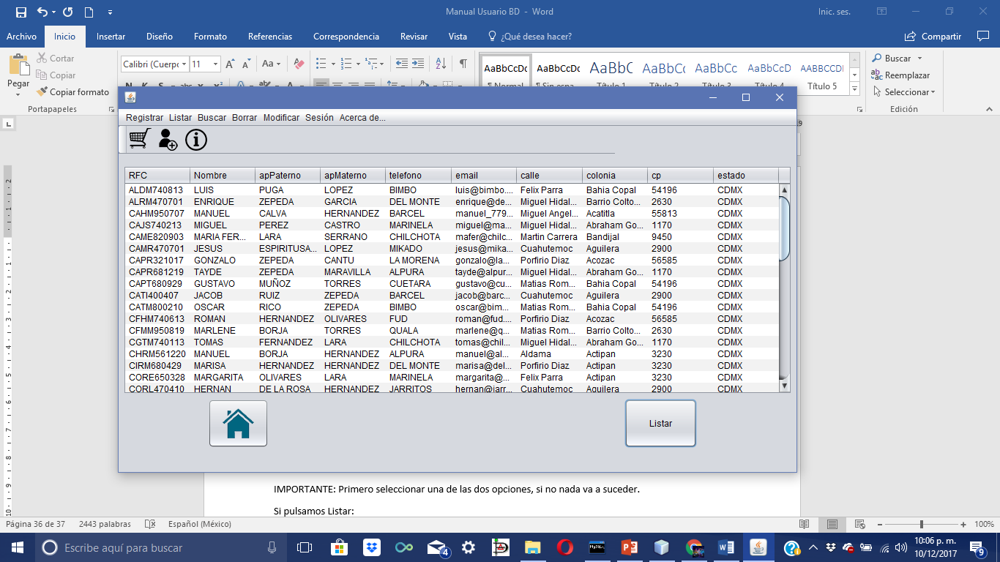 Manual Usuario BD - Word
Inic. ses.
Archivo Inicio Insertar Diseño Formato Referencias Correspondencia Revisar Vista ¿Qué desea hacer? Compartir
Pegar
Cortar
Copiar
Copiar formato
Portapapeles
Calibri (Cuerpo 11
Aa
AaBbCcDc AaBbCcDc AaBbC AaBbCc AaBbCc AaBbCcD AABBCCDI
Título 5
Buscar
Reemplazar
Seleccionar
Edición
Registrar Listar Buscar Borrar Modificar Sesión Acerca de...
RFC Nombre apPaterno apMaterno telefono email calle colonia cp estado
ALDM740813 LUIS PUGA LOPEZ BIMBO luis@bimbo.... Felix Parra Bahia Copal 54196 CDMX
ALRM470701 ENRIQUE ZEPEDA GARCIA DEL MONTE enrique@de... Miguel Hidal... Barrio Colto... 2630 CDMX
CAHM950707 MANUEL CALVA HERNANDEZ BARCEL manuel_779... Miguel Angel... Acatitla 55813 CDMX
CAJS740213 MIGUEL PEREZ CASTRO MARINELA miguel@ma... Miguel Hidal... Abraham Go... 1170 CDMX
CAME820903 MARIA FER... LARA SERRANO CHILCHOTA mafer@chilc... Martin Carrera Bandijal 9450 CDMX
CAMR470701 JESUS ESPIRITUSA... LOPEZ MIKADO jesus@mika... Cuahutemoc Aguilera 2900 CDMX
CAPR321017 GONZALO ZEPEDA CANTU LA MORENA gonzalo@la... Porfirio Diaz Acozac 56585 CDMX
CAPR681219 TAYDE ZEPEDA MARAVILLA ALPURA tayde@alpur... Miguel Hidal... Abraham Go... 1170 CDMX
CAPT680929 GUSTAVO MUÑOZ TORRES CUETARA gustavo@cu... Matias Rom... Bahia Copal 54196 CDMX
CATI400407 JACOB RUIZ ZEPEDA BARCEL jacob@barc... Cuahutemoc Aguilera 2900 CDMX
CATM800210 OSCAR RICO ZEPEDA BIMBO oscar@bim... Matias Rom... Bahia Copal 54196 CDMX
CFHM740613 ROMAN HERNANDEZ OLIVARES FUD roman@fud.... Porfirio Diaz Acozac 56585 CDMX
CFMM950819 MARLENE BORJA TORRES QUALA marlene@q... Matias Rom... Barrio Colto... 2630 CDMX
CGTM740113 TOMAS FERNANDEZ LARA CHILCHOTA tomas@chil... Miguel Hidal... Abraham Go... 1170 CDMX
CHRM561220 MANUEL BORJA HERNANDEZ ALPURA manuel@al... Aldama Actipan 3230 CDMX
CIRM680429 MARISA HERNANDEZ HERNANDEZ DEL MONTE marisa@del... Porfirio Diaz Actipan 3230 CDMX
CORE650328 MARGARITA OLIVARES LARA MARINELA margarita@... Felix Parra Actipan 3230 CDMX
CORL470410 HERNAN DE LA ROSA HERNANDEZ JARRITOS hernan@jarr... Cuahutemoc Aguilera 2900 CDMX
Listar
IMPORTANTE: Primero seleccionar una de las dos opciones, si no nada va a suceder.
Si pulsamos Listar:
Página 36 de 37 2443 palabras Español (México) 100%
Escribe aquí para buscar
10:06 p. m.
10/12/2017